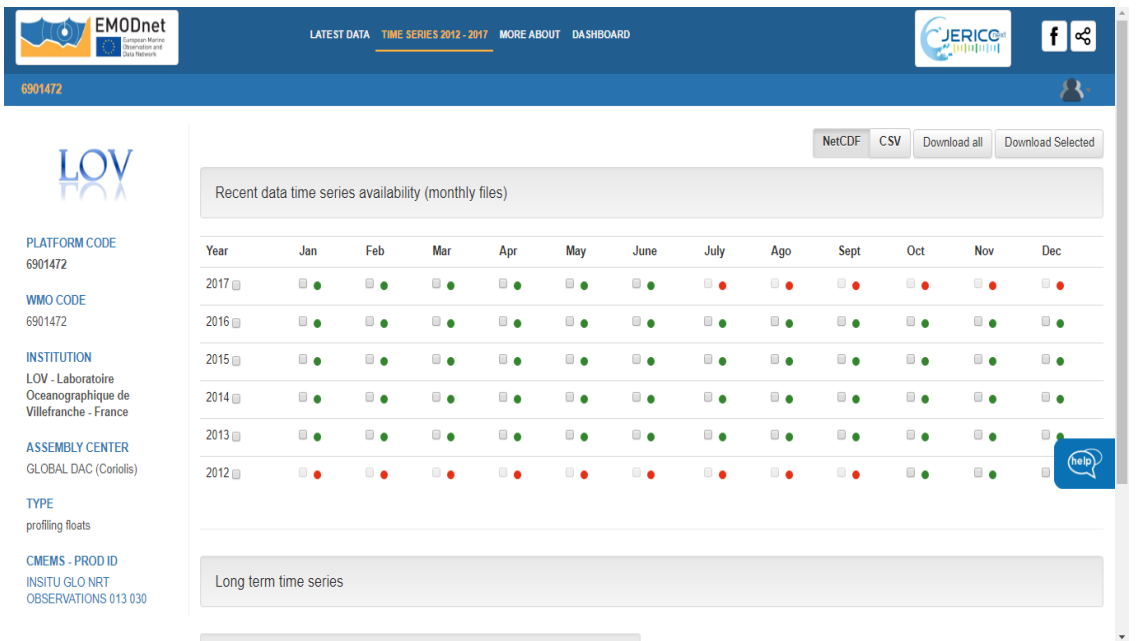 EMODnet
European Marine
Observation and
Data Network
LATEST DATA TIME SERIES 2012 - 2017 MORE ABOUT DASHBOARD
JERICO next
f
6901472
LOV
NetCDF CSV Download all Download Selected
Recent data time series availability (monthly files)
PLATFORM CODE
6901472
WMO CODE
6901472
INSTITUTION
LOV - Laboratoire
Oceanographique de
Villefranche - France
ASSEMBLY CENTER
GLOBAL DAC (Coriolis)
TYPE
profiling floats
CMEMS - PROD ID
INSITU GLO NRT
OBSERVATIONS 013 030
Year Jan Feb Mar Apr May June July Ago Sept Oct Nov Dec
2017
2016
2015
2014
2013
2012
help
Long term time series